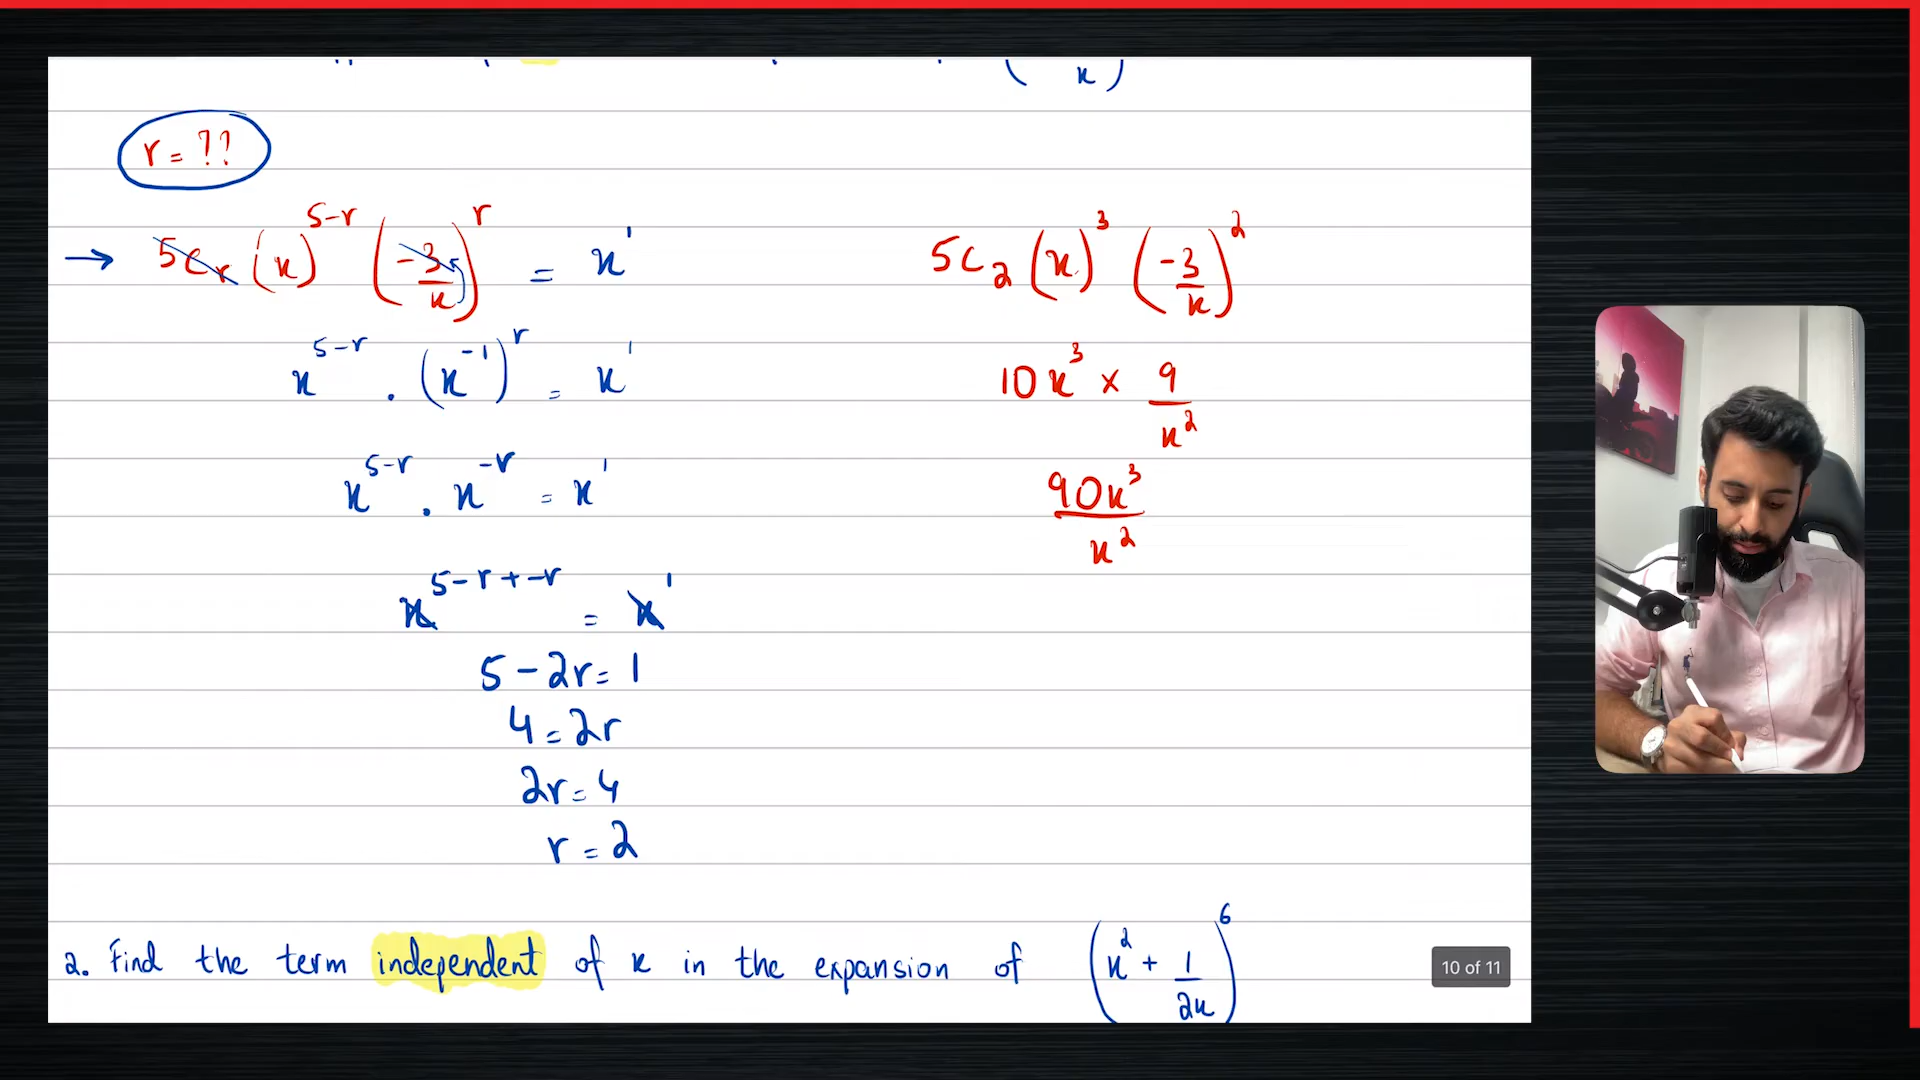 r = ??
→ 5Cr (x)^5-r (-3/x)^r = x^1
x^5-r . (x^-1)^r = x^1
x^5-r . x^-r = x^1
x^5-r+-r = x^1
5 - 2r = 1
4 = 2r
2r = 4
r = 2
5C2 (x)^3 (-3/x)^2
10x^3 × 9/x^2
90x^3/x^2
2. Find the term independent of x in the expansion of (x^2 + 1/2x)^6
10 of 11